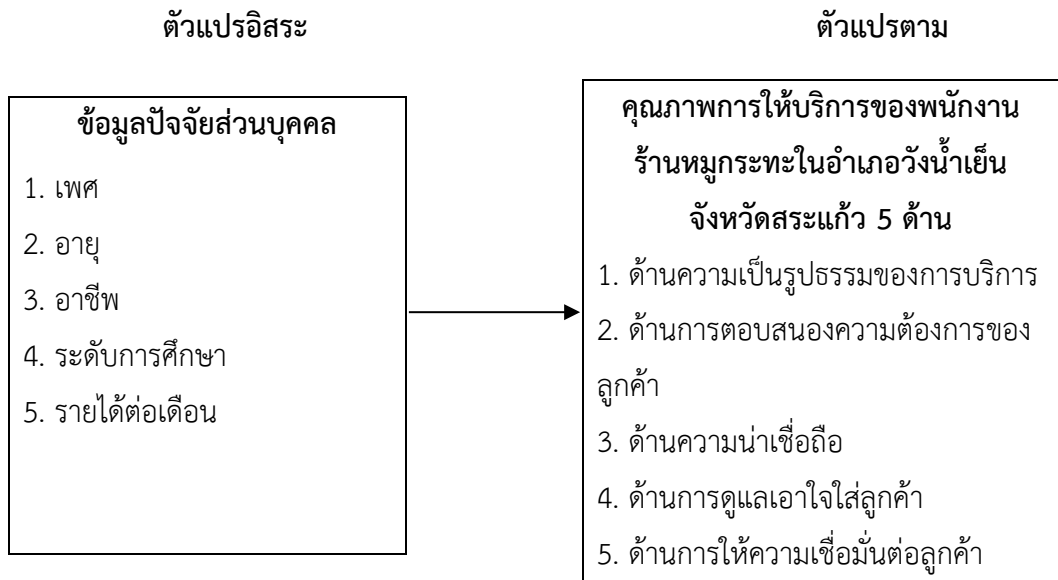 ตัวแปรอิสระ
ตัวแปรตาม
ข้อมูลปัจจัยส่วนบุคคล
1. เพศ
2. อายุ
3. อาชีพ
4. ระดับการศึกษา
5. รายได้ต่อเดือน
คุณภาพการให้บริการของพนักงาน
ร้านหมูกระทะในอำเภอวังน้ำเย็น
จังหวัดสระแก้ว 5 ด้าน
1. ด้านความเป็นรูปธรรมของการบริการ
2. ด้านการตอบสนองความต้องการของ
ลูกค้า
3. ด้านความน่าเชื่อถือ
4. ด้านการดูแลเอาใจใส่ลูกค้า
5. ด้านการให้ความเชื่อมั่นต่อลูกค้า